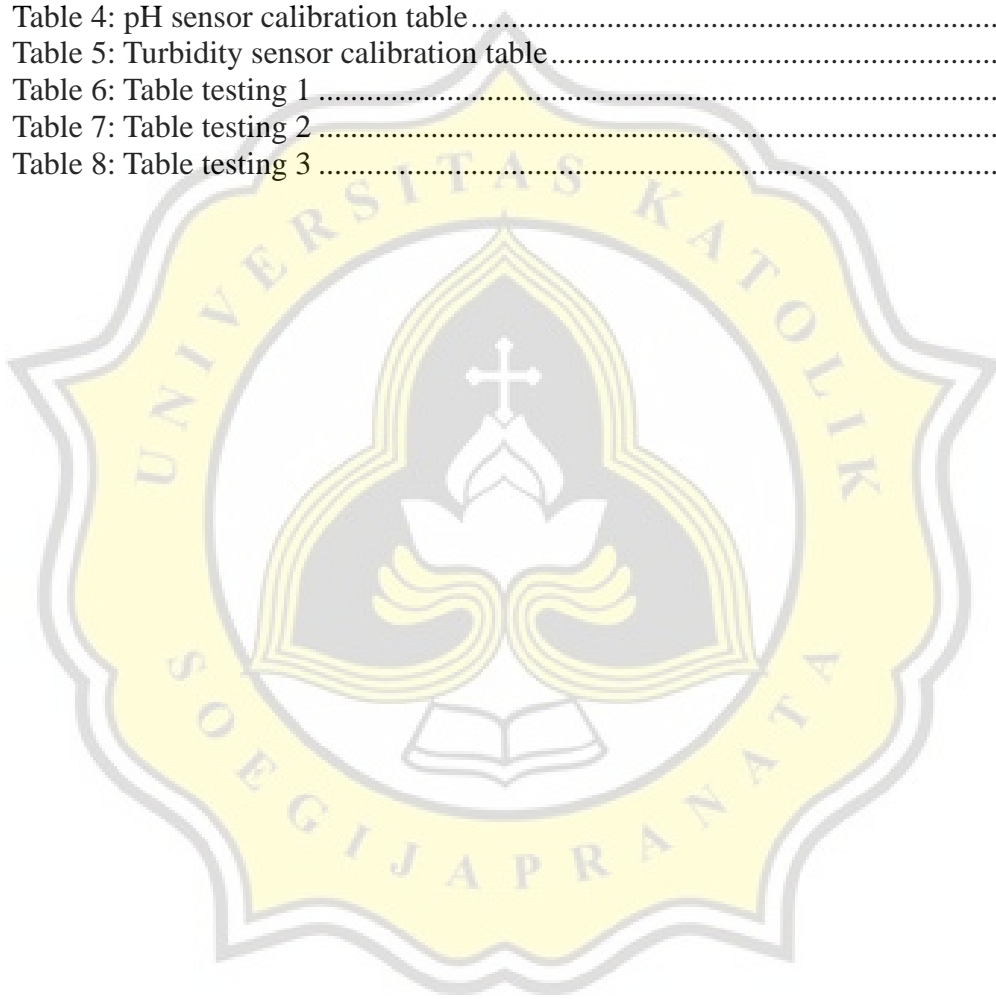 Table 4: pH sensor calibration table........................................................................
Table 5: Turbidity sensor calibration table..............................................................
Table 6: Table testing 1 ............................................................................................
Table 7: Table testing 2 ............................................................................................
Table 8: Table testing 3 ............................................................................................
UNIVERSITAS KATOLIK
SOEGIJAPRANATA